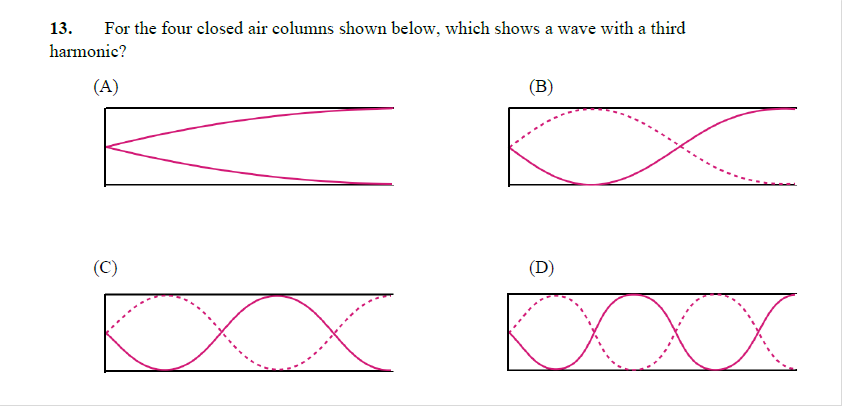 13. For the four closed air columns shown below, which shows a wave with a third
harmonic?
(A)
(B)
(C)
(D)